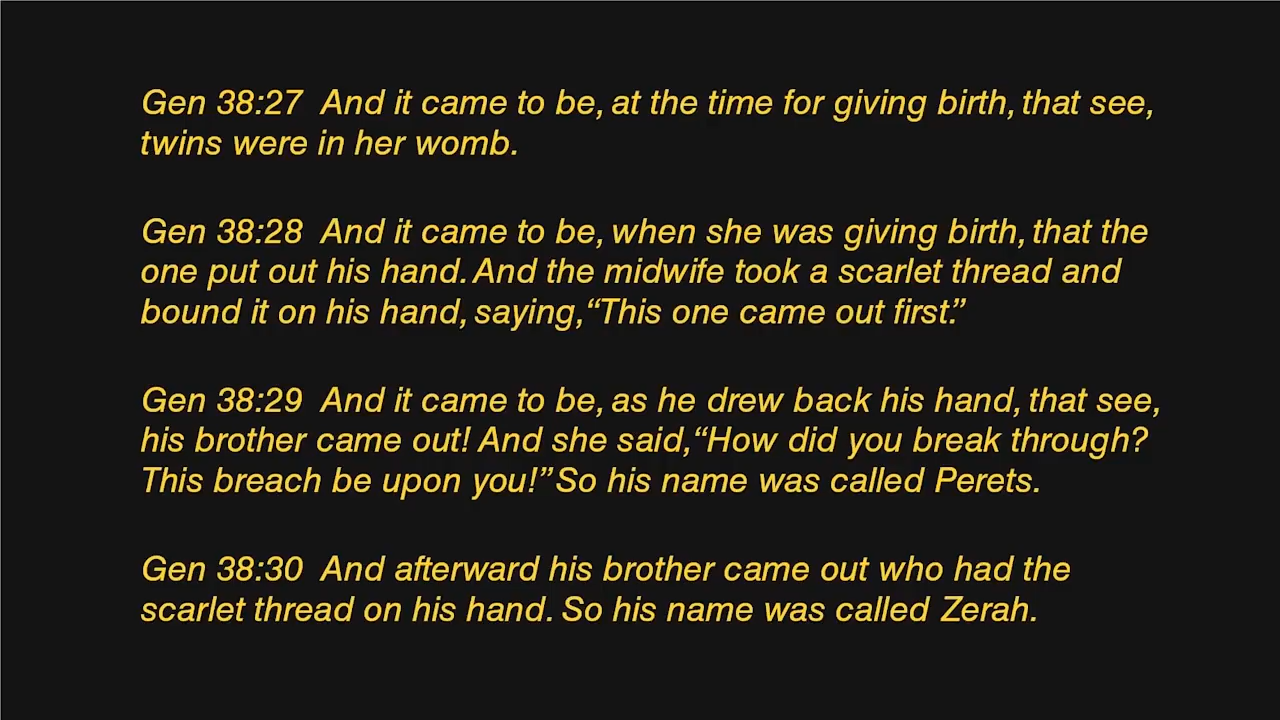 Gen 38:27  And it came to be, at the time for giving birth, that see,
twins were in her womb.
Gen 38:28  And it came to be, when she was giving birth, that the
one put out his hand. And the midwife took a scarlet thread and
bound it on his hand, saying, “This one came out first.”
Gen 38:29  And it came to be, as he drew back his hand, that see,
his brother came out! And she said, “How did you break through?
This breach be upon you!” So his name was called Perets.
Gen 38:30  And afterward his brother came out who had the
scarlet thread on his hand. So his name was called Zerah.